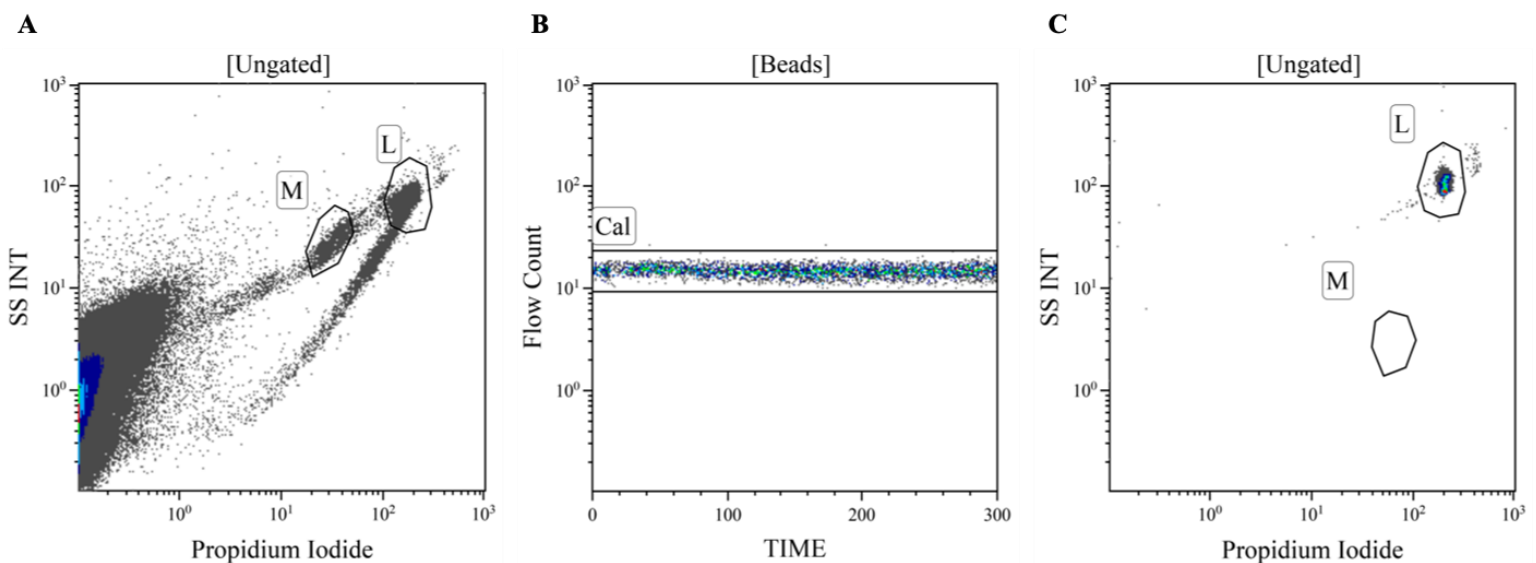 A
B
C
[Ungated]
[Beads]
[Ungated]
SS INT
10³
10²
10¹
10⁰
L
M
10⁰ 10¹ 10² 10³
Propidium Iodide
Flow Count
10³
10²
10¹
10⁰
Cal
0 100 200 300
TIME
SS INT
10³
10²
10¹
10⁰
L
M
10⁰ 10¹ 10² 10³
Propidium Iodide